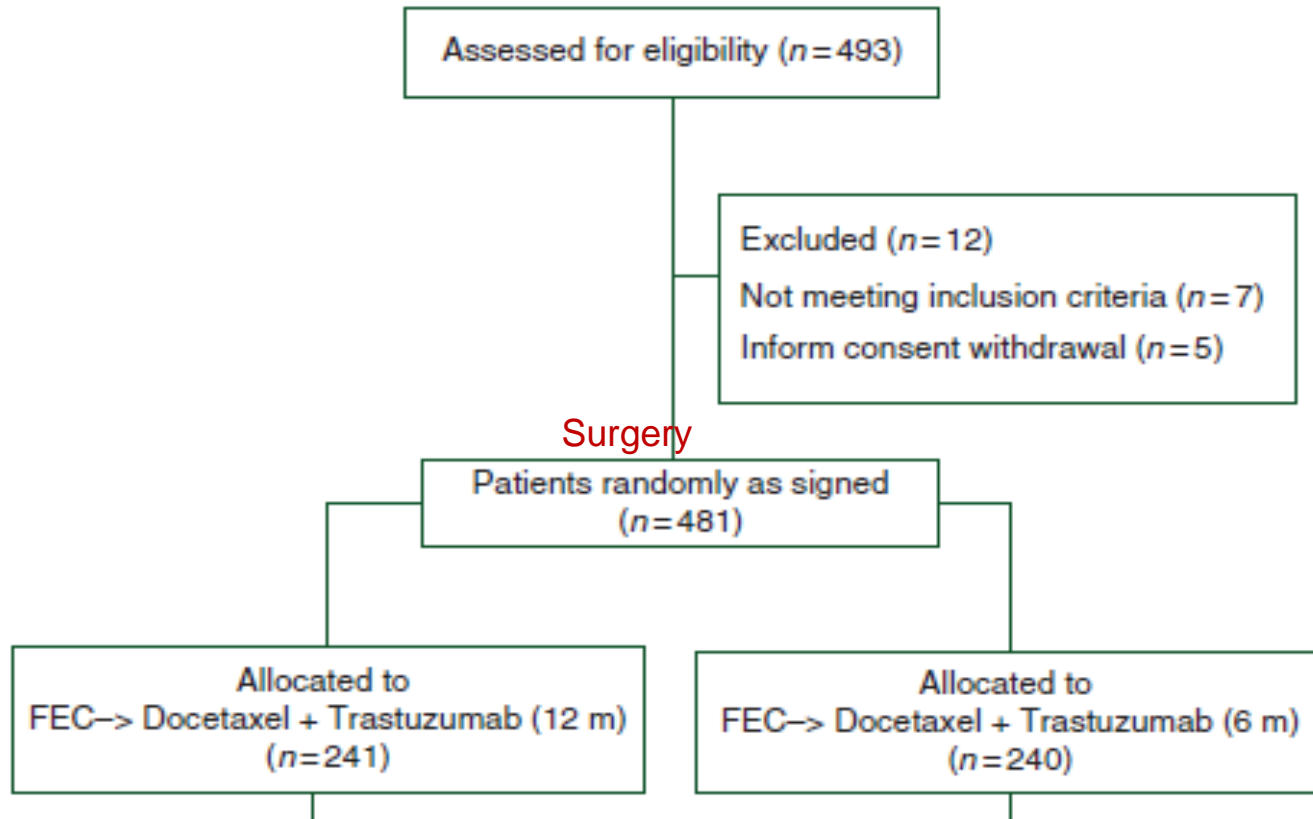 Assessed for eligibility (n=493)
Excluded (n=12)
Not meeting inclusion criteria (n=7)
Inform consent withdrawal (n=5)
Surgery
Patients randomly as signed
(n=481)
Allocated to
FEC–> Docetaxel + Trastuzumab (12 m)
(n=241)
Allocated to
FEC–> Docetaxel + Trastuzumab (6 m)
(n=240)